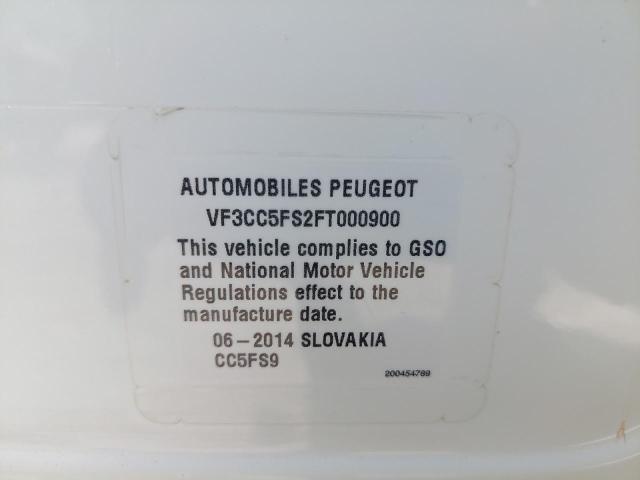 AUTOMOBILES PEUGEOT
VF3CC5FS2FT000900
This vehicle complies to GSO
and National Motor Vehicle
Regulations effect to the
manufacture date.
06-2014 SLOVAKIA
CC5FS9
200454789